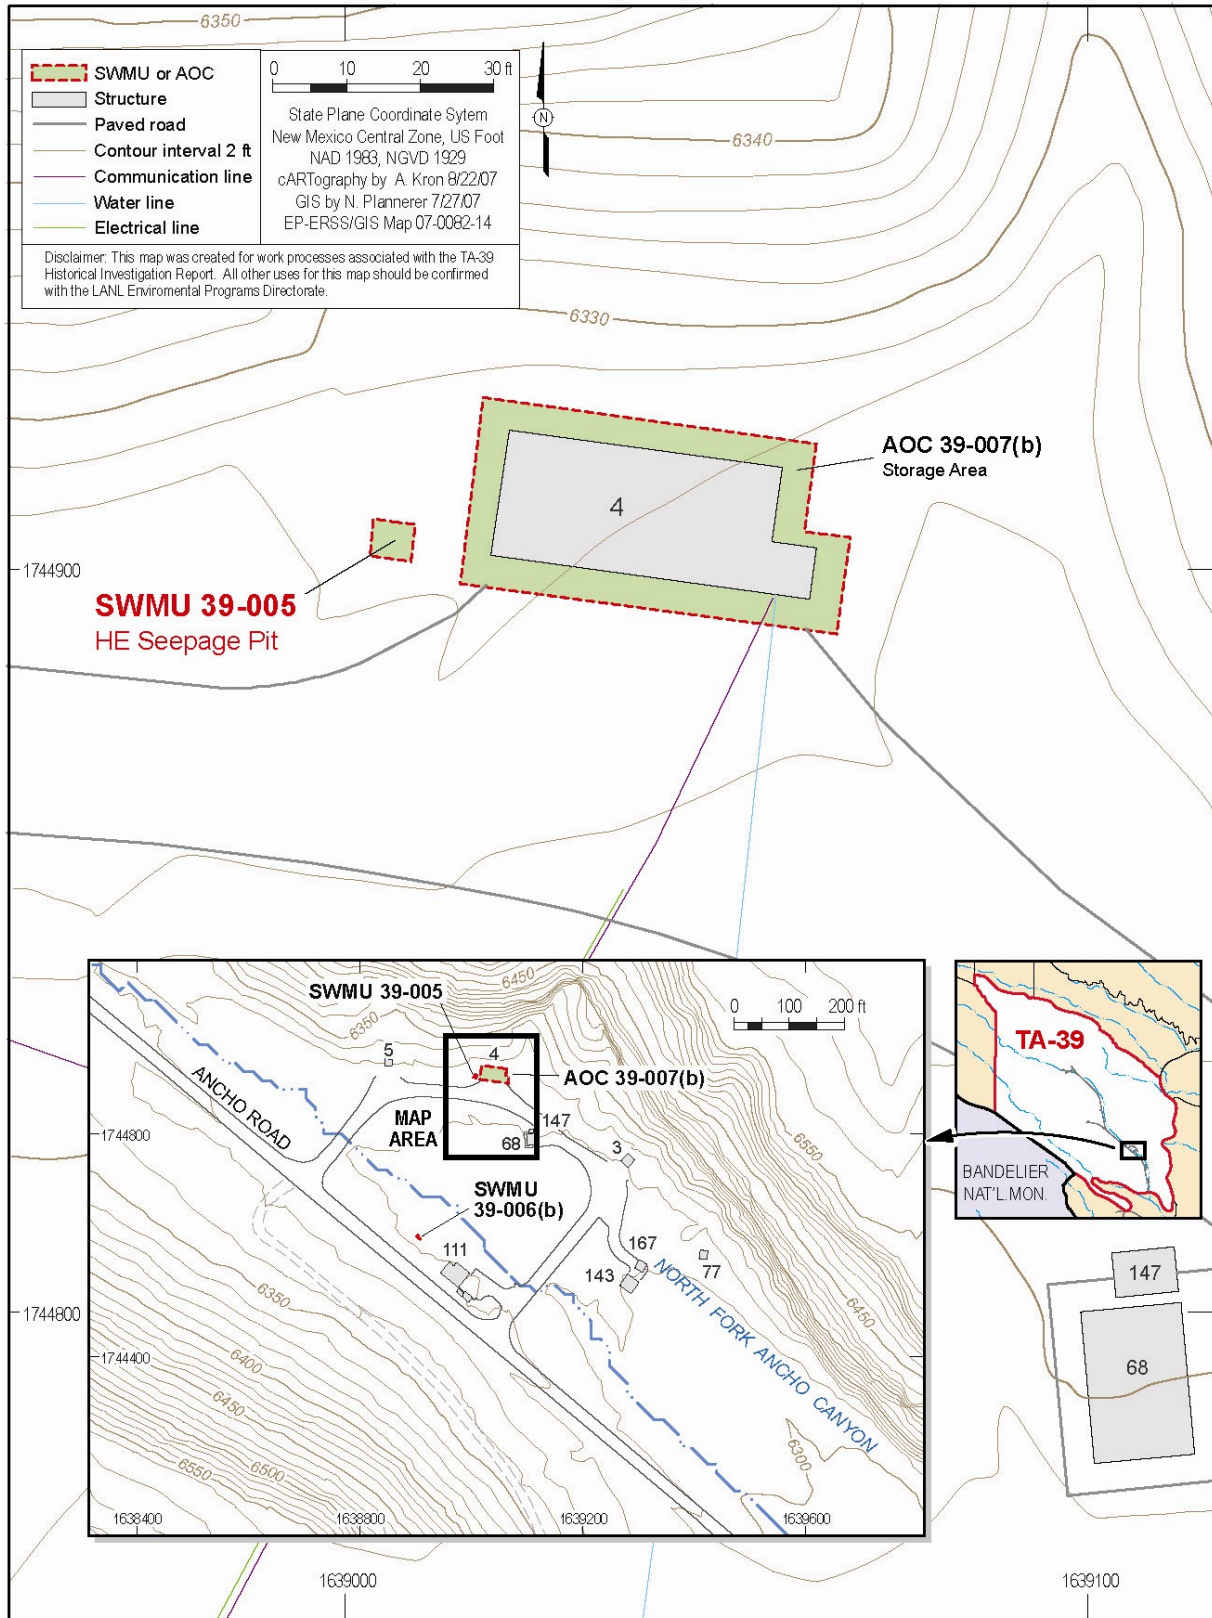 6350
SWMU or AOC
Structure
Paved road
Contour interval 2 ft
Communication line
Water line
Electrical line
0 10 20 30 ft
State Plane Coordinate Sytem
New Mexico Central Zone, US Foot
NAD 1983, NGVD 1929
cARTography by A. Kron 8/22/07
GIS by N. Plannerer 7/27/07
EP-ERSS/GIS Map 07-0082-14
Disclaimer: This map was created for work processes associated with the TA-39
Historical Investigation Report. All other uses for this map should be confirmed
with the LANL Enviromental Programs Directorate.
N
6340
6330
AOC 39-007(b)
Storage Area
4
1744900
SWMU 39-005
HE Seepage Pit
SWMU 39-005
6450
6350
0 100 200 ft
5
4
AOC 39-007(b)
ANCHO ROAD
MAP
AREA
147
68
3
6550
1744800
SWMU
39-006(b)
111
167
143
77
NORTH FORK ANCHO CANYON
6450
6350
1744400
6400
6450
6500
6550
6300
1638400
1638800
1639200
1639600
TA-39
BANDELIER
NAT'L. MON.
147
68
1744800
1639000
1639100